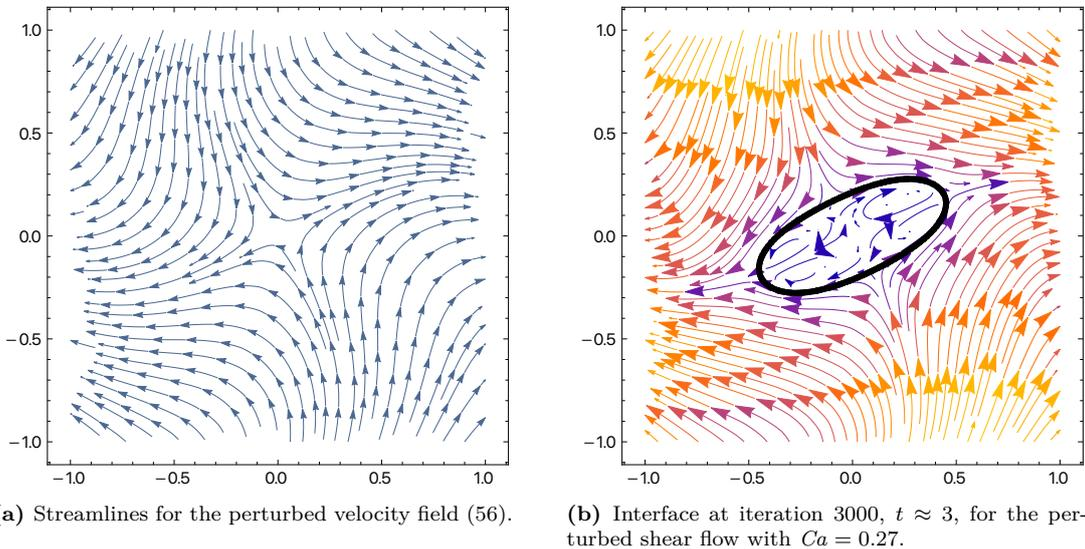 1.0
0.5
0.0
−0.5
−1.0
−1.0 −0.5 0.0 0.5 1.0
a) Streamlines for the perturbed velocity field (56).
1.0
0.5
0.0
−0.5
−1.0
−1.0 −0.5 0.0 0.5 1.0
(b) Interface at iteration 3000, t ≈ 3, for the per-
turbed shear flow with Ca = 0.27.